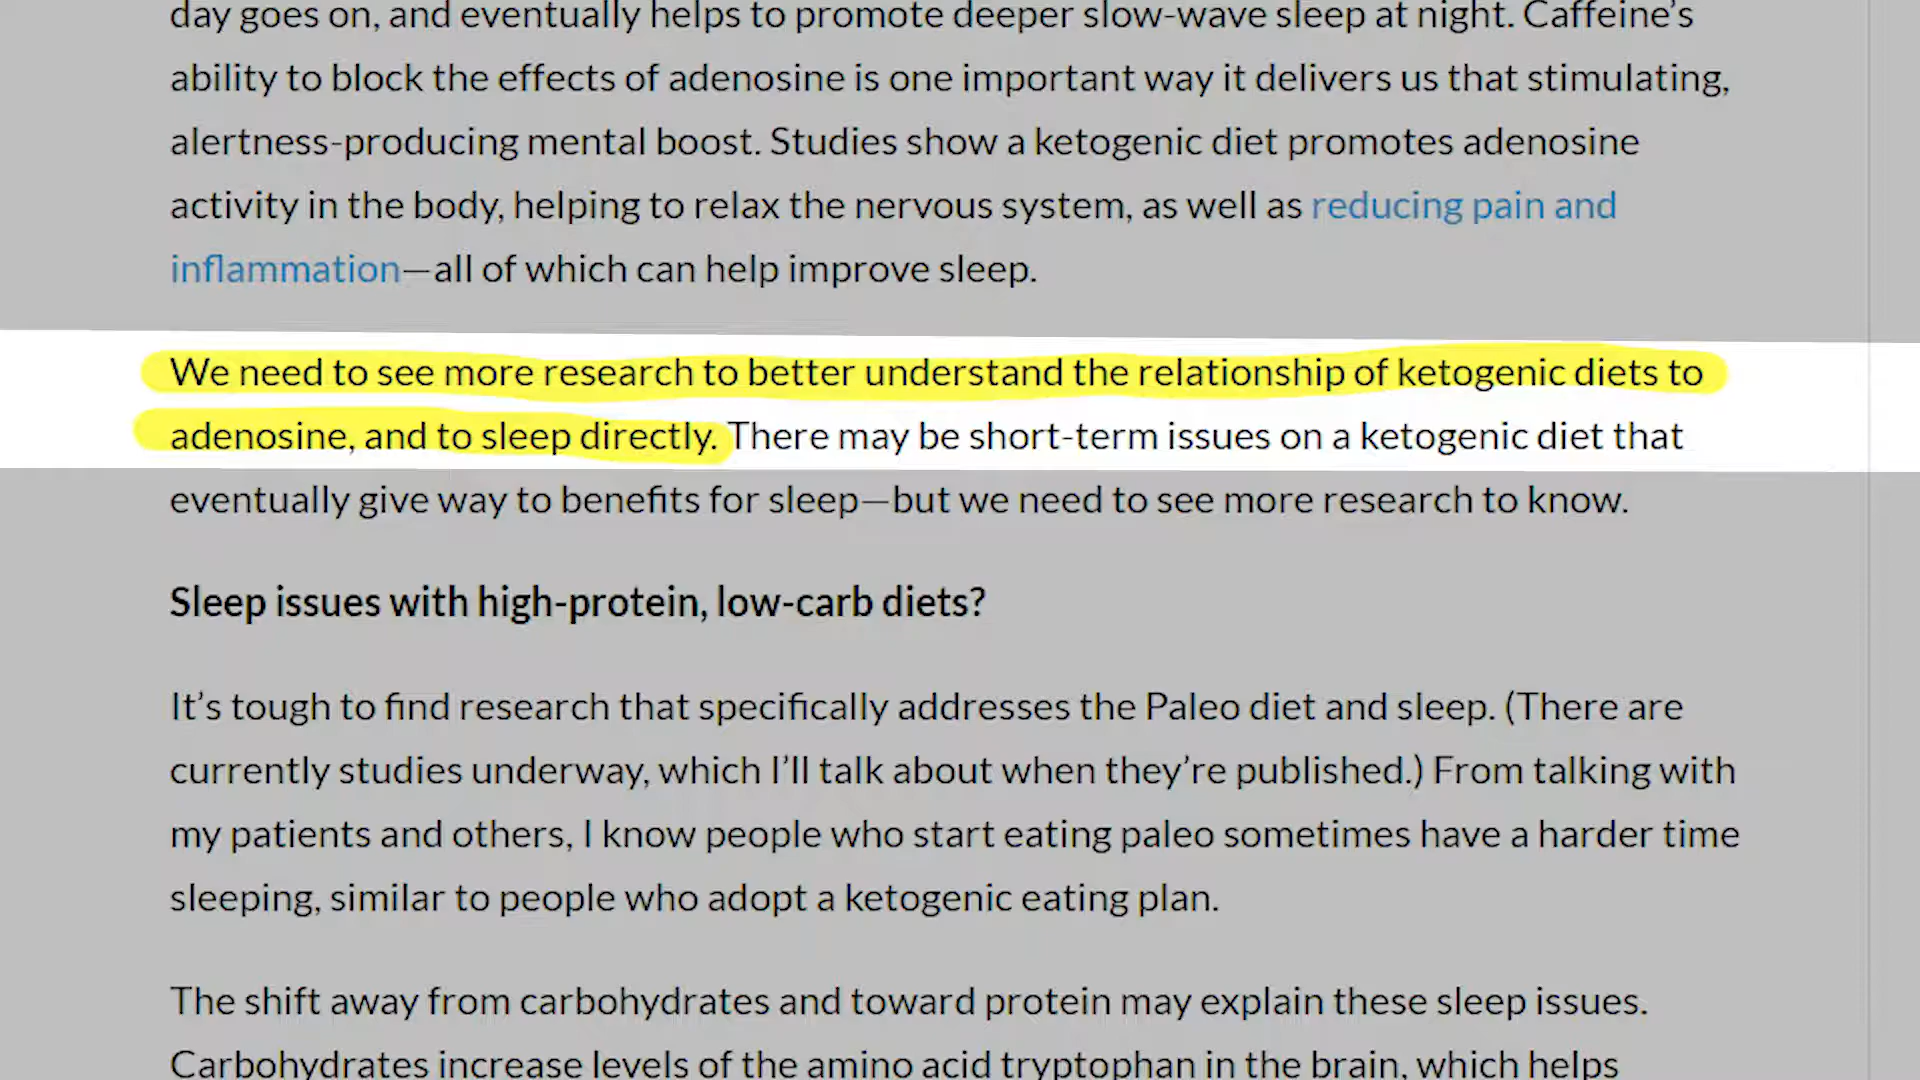 day goes on, and eventually helps to promote deeper slow-wave sleep at night. Caffeine’s
ability to block the effects of adenosine is one important way it delivers us that stimulating,
alertness-producing mental boost. Studies show a ketogenic diet promotes adenosine
activity in the body, helping to relax the nervous system, as well as reducing pain and
inflammation—all of which can help improve sleep.
We need to see more research to better understand the relationship of ketogenic diets to
adenosine, and to sleep directly. There may be short-term issues on a ketogenic diet that
eventually give way to benefits for sleep—but we need to see more research to know.
Sleep issues with high-protein, low-carb diets?
It’s tough to find research that specifically addresses the Paleo diet and sleep. (There are
currently studies underway, which I’ll talk about when they’re published.) From talking with
my patients and others, I know people who start eating paleo sometimes have a harder time
sleeping, similar to people who adopt a ketogenic eating plan.
The shift away from carbohydrates and toward protein may explain these sleep issues.
Carbohydrates increase levels of the amino acid tryptophan in the brain, which helps